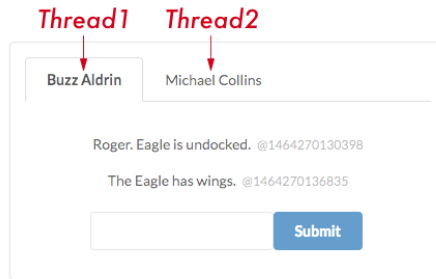 Thread1 Thread2
Buzz Aldrin Michael Collins
Roger. Eagle is undocked. @1464270130398
The Eagle has wings. @1464270136835
Submit